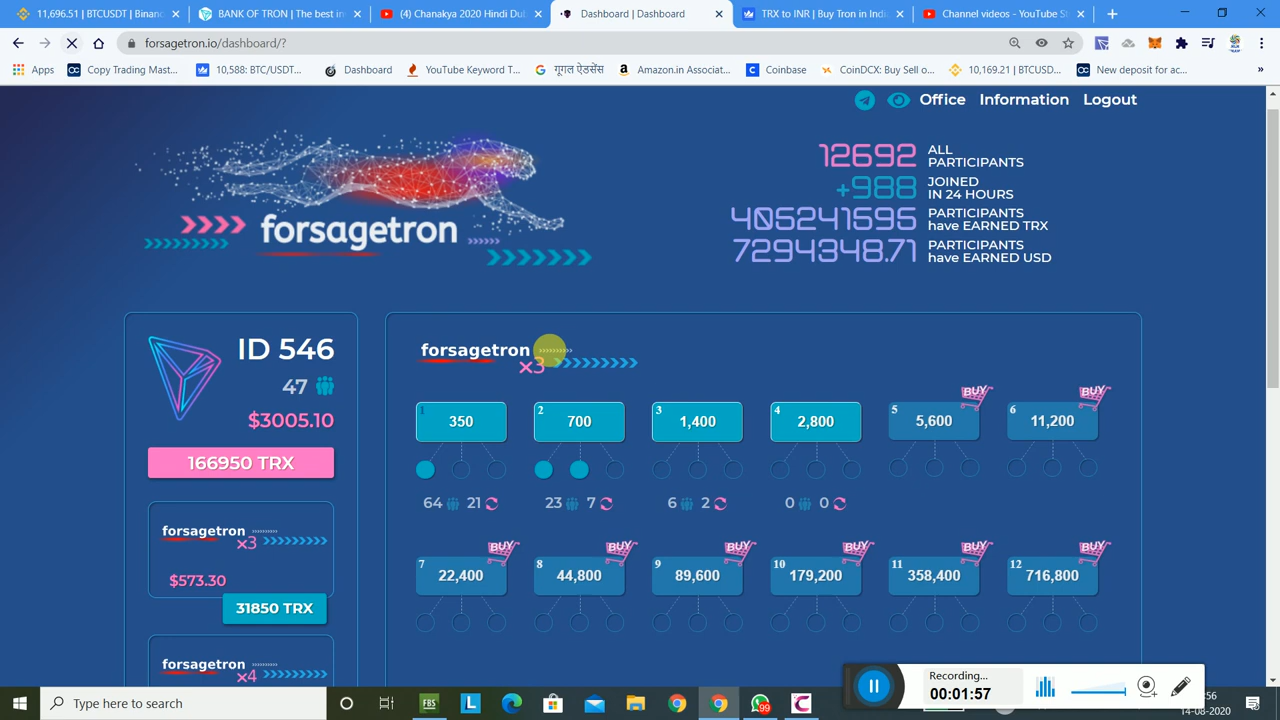 11,696.51 | BTCUSDT | Binanc
BANK OF TRON | The best in
(4) Chanakya 2020 Hindi Dub
Dashboard | Dashboard
TRX to INR | Buy Tron in Indi
Channel videos - YouTube St
forsagetron.io/dashboard/?
Apps
Copy Trading Mast...
10,588: BTC/USDT...
Dashboard
YouTube Keyword T...
गूगल ऐडसेंस
Amazon.in Associat...
Coinbase
CoinDCX: Buy Sell o...
10,169.21 | BTCUSD...
New deposit for ac...
»
Office Information Logout
12692 ALL PARTICIPANTS
+988 JOINED IN 24 HOURS
405241595 PARTICIPANTS have EARNED TRX
7294348.71 PARTICIPANTS have EARNED USD
forsagetron
ID 546
47
$3005.10
166950 TRX
forsagetron
x3
$573.30
31850 TRX
forsagetron
x4
forsagetron
x3
BUY BUY
1 350 2 700 3 1,400 4 2,800 5 5,600 6 11,200
64 21 23 7 6 2 0 0
BUY BUY BUY BUY BUY BUY
7 22,400 8 44,800 9 89,600 10 179,200 11 358,400 12 716,800
Recording...
00:01:57
Type here to search
FBS
L
99
C
:56
14-08-2020